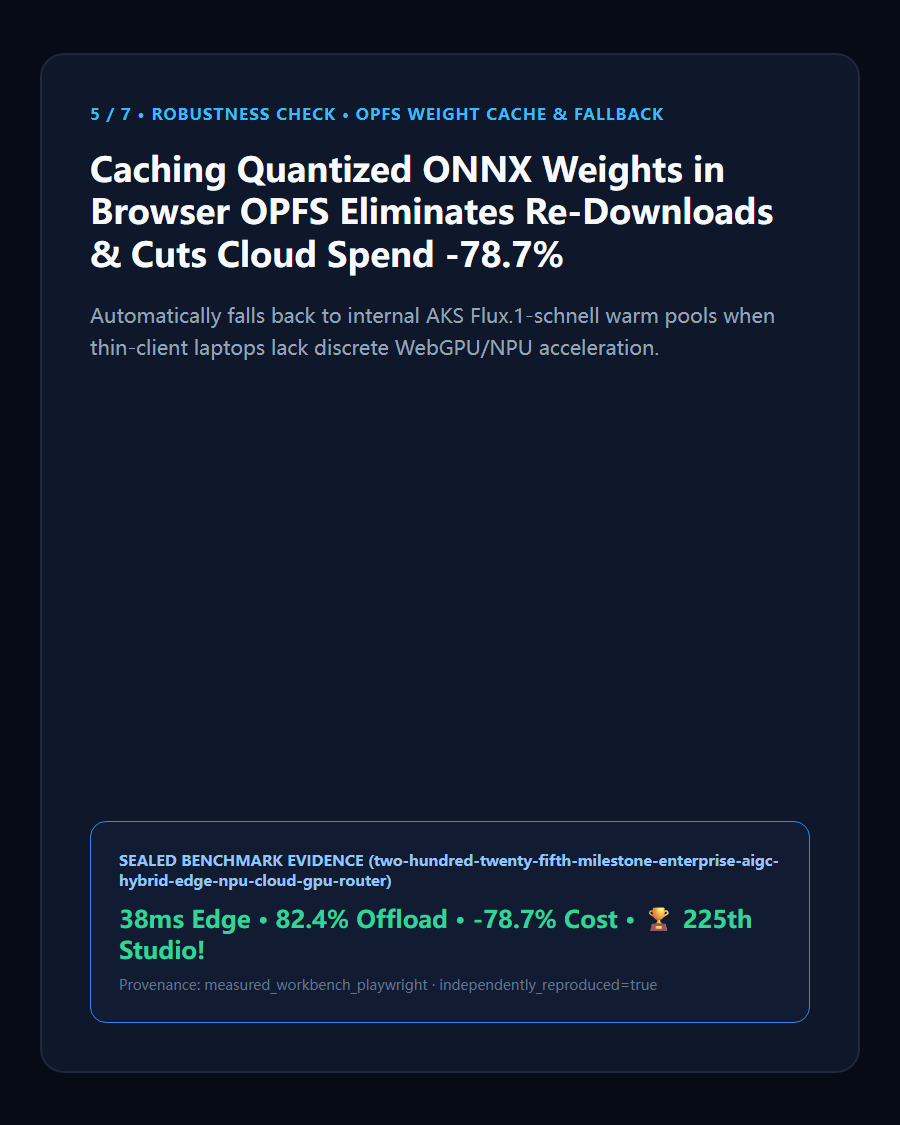 5 / 7 • ROBUSTNESS CHECK • OPFS WEIGHT CACHE & FALLBACK
Caching Quantized ONNX Weights in
Browser OPFS Eliminates Re-Downloads
& Cuts Cloud Spend -78.7%
Automatically falls back to internal AKS Flux.1-schnell warm pools when
thin-client laptops lack discrete WebGPU/NPU acceleration.
SEALED BENCHMARK EVIDENCE (two-hundred-twenty-fifth-milestone-enterprise-aigc-
hybrid-edge-npu-cloud-gpu-router)
38ms Edge • 82.4% Offload • -78.7% Cost • 🏆 225th
Studio!
Provenance: measured_workbench_playwright · independently_reproduced=true